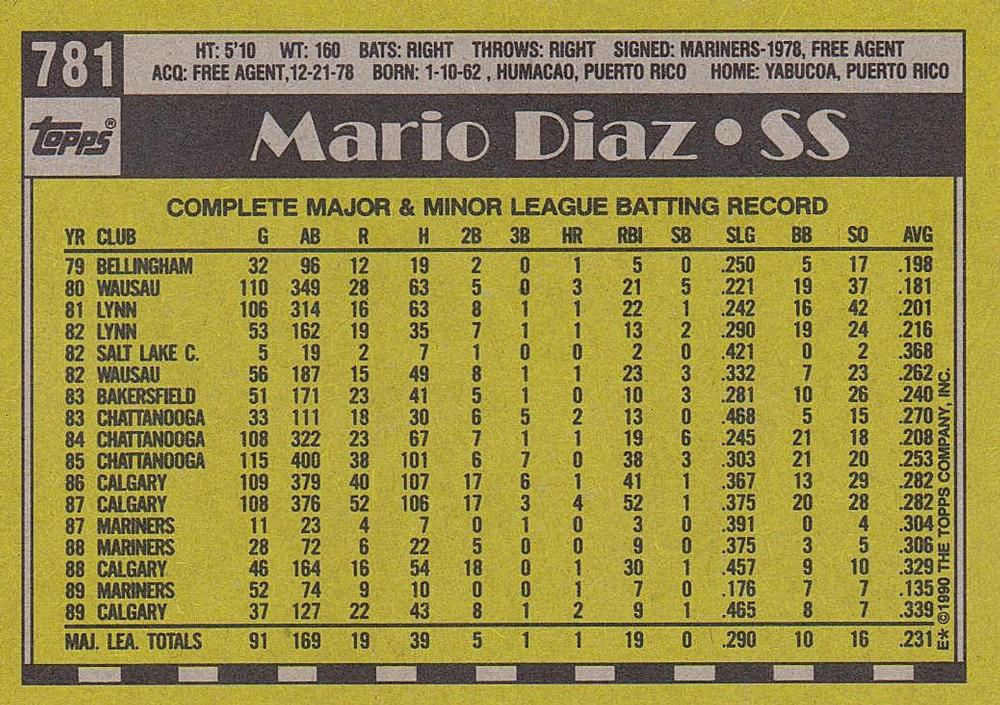 781
HT: 5'10 WT: 160 BATS: RIGHT THROWS: RIGHT SIGNED: MARINERS-1978, FREE AGENT
ACQ: FREE AGENT,12-21-78 BORN: 1-10-62 , HUMACAO, PUERTO RICO HOME: YABUCOA, PUERTO RICO
TOPPS®
Mario Diaz • SS
COMPLETE MAJOR & MINOR LEAGUE BATTING RECORD
YR CLUB G AB R H 2B 3B HR RBI SB SLG BB SO AVG
79 BELLINGHAM 32 96 12 19 2 0 1 5 0 .250 5 17 .198
80 WAUSAU 110 349 28 63 5 0 3 21 5 .221 19 37 .181
81 LYNN 106 314 16 63 8 1 1 22 1 .242 16 42 .201
82 LYNN 53 162 19 35 7 1 1 13 2 .290 19 24 .216
82 SALT LAKE C. 5 19 2 7 1 0 0 2 0 .421 0 2 .368
82 WAUSAU 56 187 15 49 8 1 1 23 3 .332 7 23 .262
83 BAKERSFIELD 51 171 23 41 5 1 0 10 3 .281 10 26 .240
83 CHATTANOOGA 33 111 18 30 6 5 2 13 0 .468 5 15 .270
84 CHATTANOOGA 108 322 23 67 7 1 1 19 6 .245 21 18 .208
85 CHATTANOOGA 115 400 38 101 6 7 0 38 3 .303 21 20 .253
86 CALGARY 109 379 40 107 17 6 1 41 1 .367 13 29 .282
87 CALGARY 108 376 52 106 17 3 4 52 1 .375 20 28 .282
87 MARINERS 11 23 4 7 0 1 0 3 0 .391 0 4 .304
88 MARINERS 28 72 6 22 5 0 0 9 0 .375 3 5 .306
88 CALGARY 46 164 16 54 18 0 1 30 1 .457 9 10 .329
89 MARINERS 52 74 9 10 0 0 1 7 0 .176 7 7 .135
89 CALGARY 37 127 22 43 8 1 2 9 1 .465 8 7 .339
MAJ. LEA. TOTALS 91 169 19 39 5 1 1 19 0 .290 10 16 .231
E* ©1990 THE TOPPS COMPANY, INC.